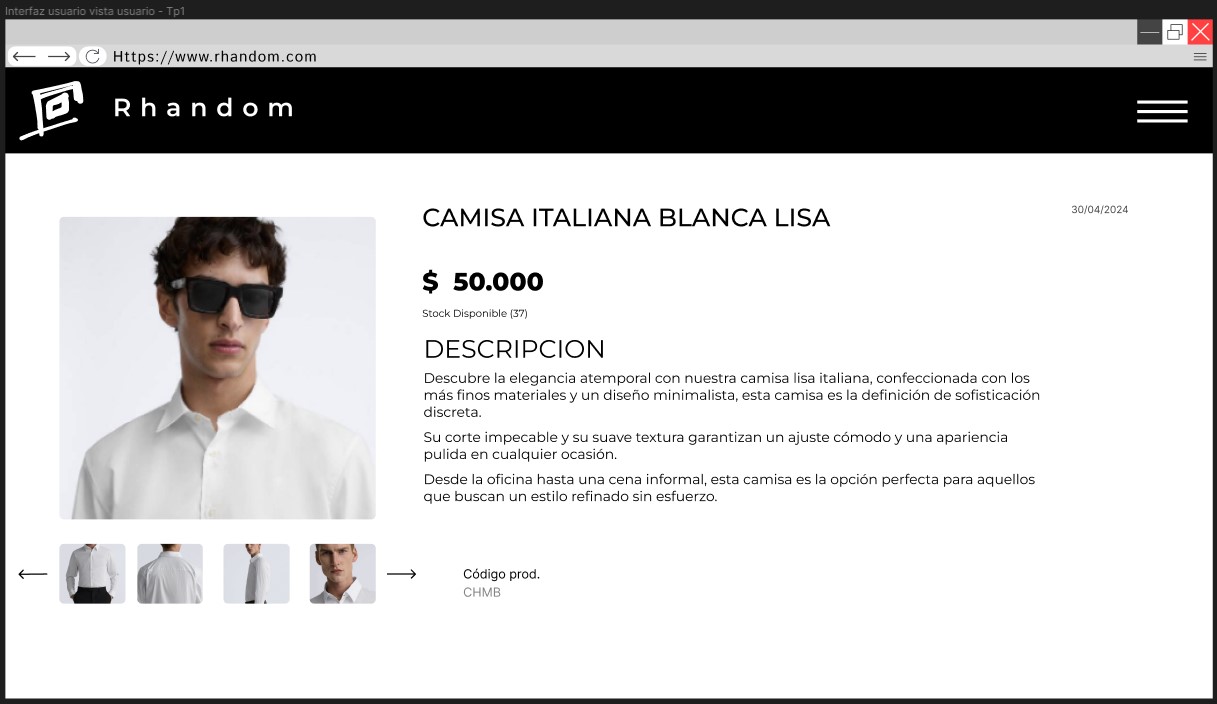 Interfaz usuario vista usuario - Tp1
Https://www.rhandom.com
Rhandom
CAMISA ITALIANA BLANCA LISA
30/04/2024
$ 50.000
Stock Disponible (37)
DESCRIPCION
Descubre la elegancia atemporal con nuestra camisa lisa italiana, confeccionada con los
más finos materiales y un diseño minimalista, esta camisa es la definición de sofisticación
discreta.
Su corte impecable y su suave textura garantizan un ajuste cómodo y una apariencia
pulida en cualquier ocasión.
Desde la oficina hasta una cena informal, esta camisa es la opción perfecta para aquellos
que buscan un estilo refinado sin esfuerzo.
Código prod.
CHMB